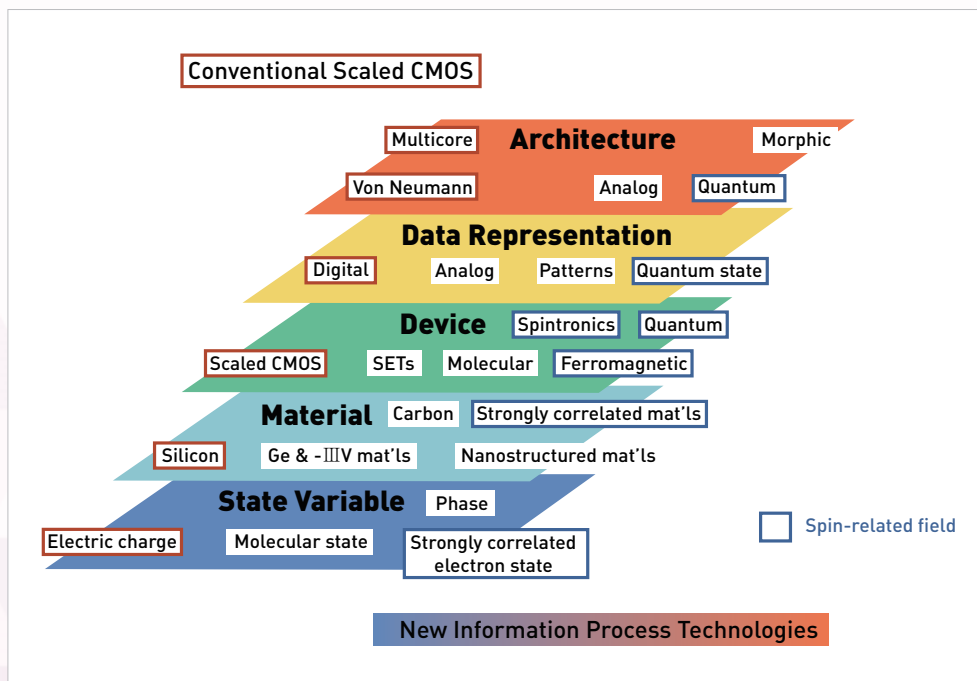 Conventional Scaled CMOS
Multicore Architecture Morphic
Von Neumann Analog Quantum
Data Representation
Digital Analog Patterns Quantum state
Device Spintronics Quantum
Scaled CMOS SETs Molecular Ferromagnetic
Material Carbon Strongly correlated mat'ls
Silicon Ge & -ⅢV mat'ls Nanostructured mat'ls
State Variable Phase
Electric charge Molecular state Strongly correlated
electron state
Spin-related field
New Information Process Technologies